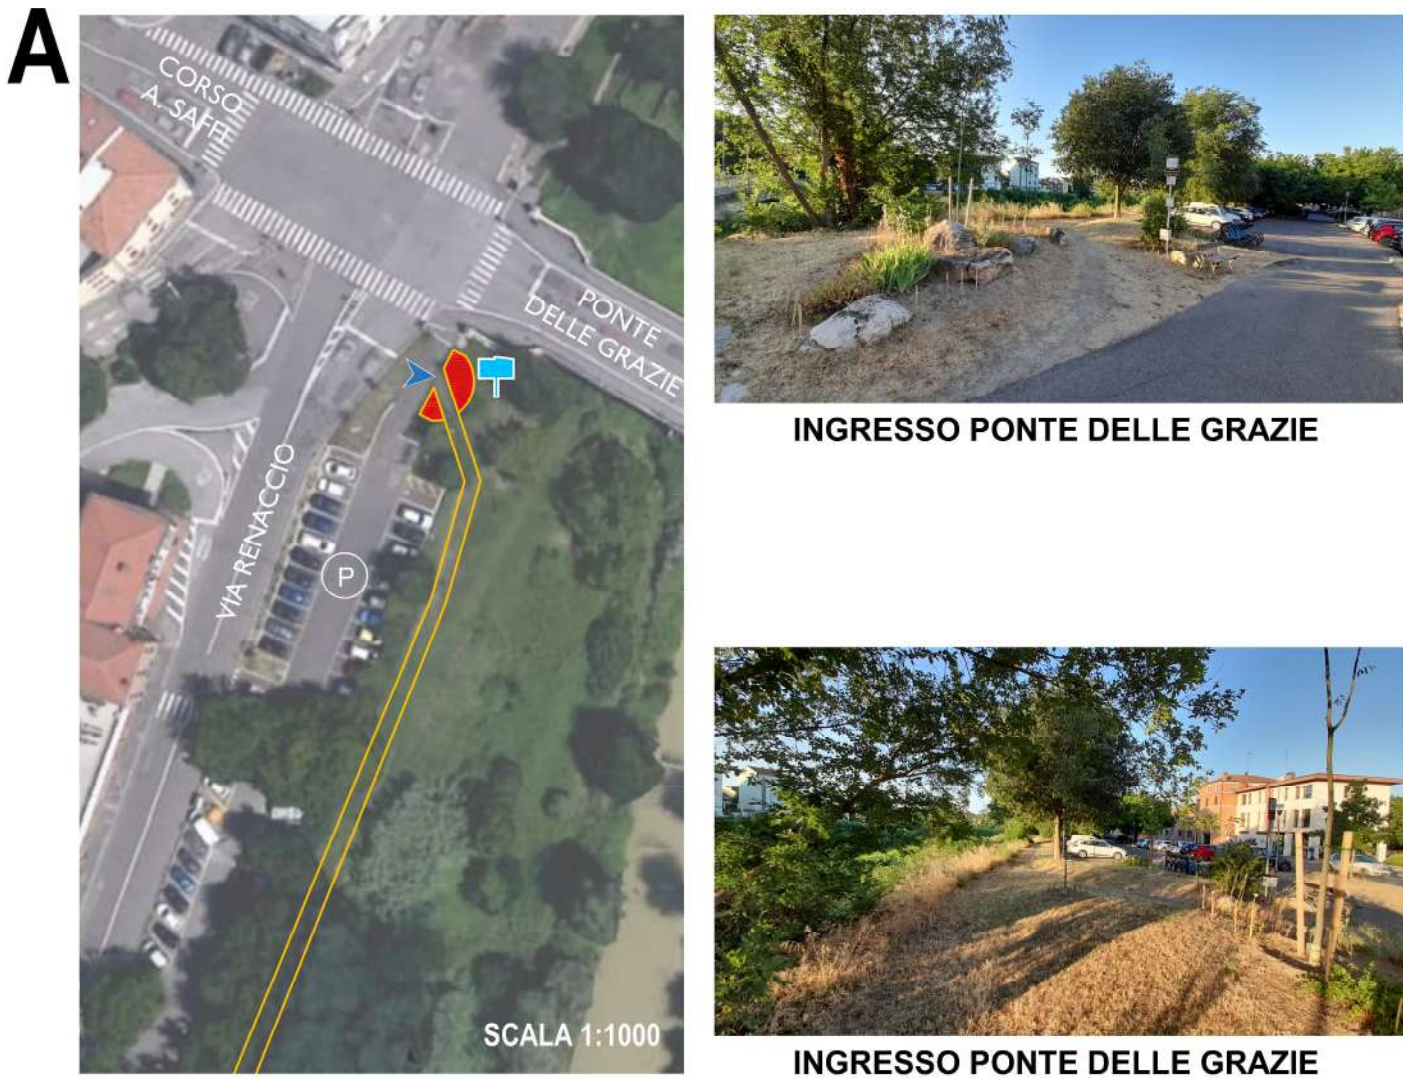 A
CORSO
A. SAFFI
PONTE
DELLE GRAZIE
VIA RENACCIO
P
SCALA 1:1000
INGRESSO PONTE DELLE GRAZIE
INGRESSO PONTE DELLE GRAZIE